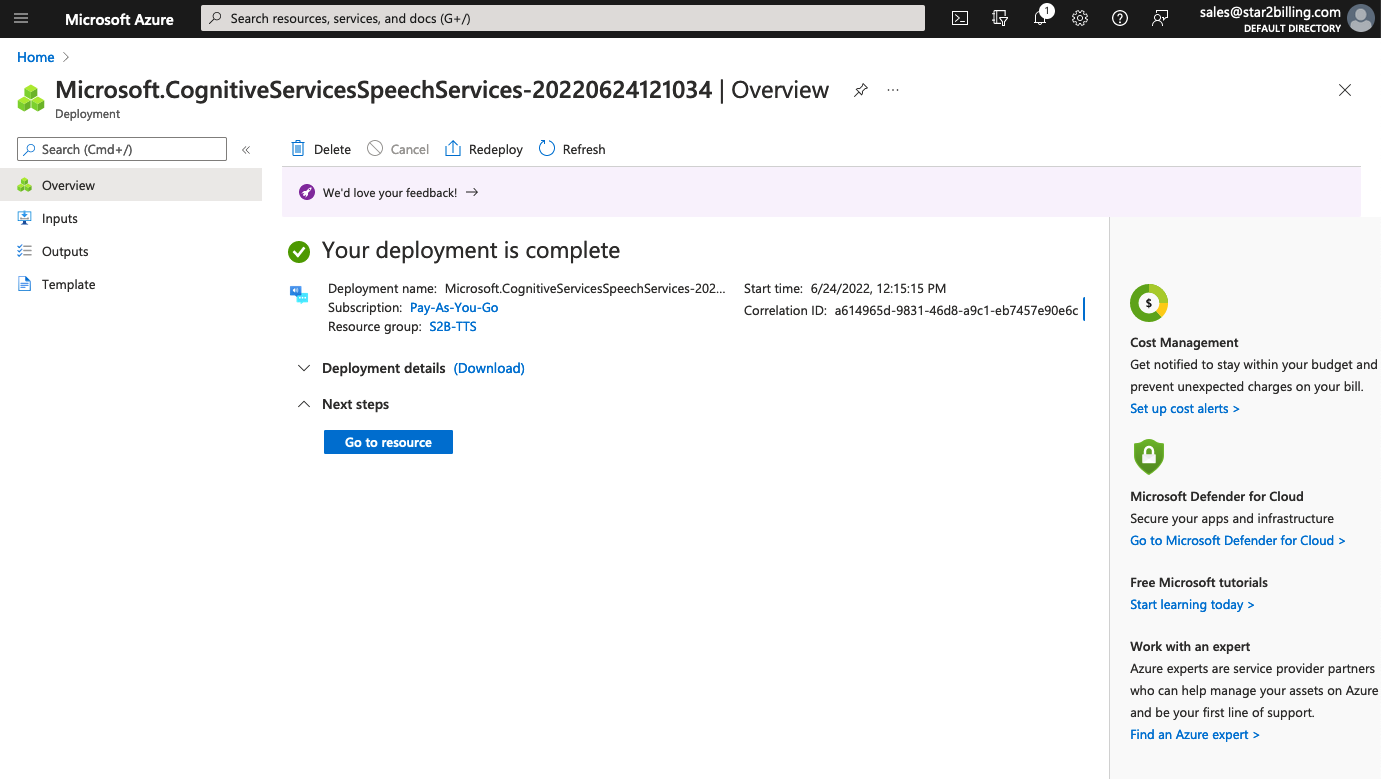 Microsoft Azure
Search resources, services, and docs (G+/)
1
sales@star2billing.com
DEFAULT DIRECTORY
Home
Microsoft.CognitiveServicesSpeechServices-20220624121034 | Overview
Deployment
Search (Cmd+/)
Overview
Inputs
Outputs
Template
Delete
Cancel
Redeploy
Refresh
We'd love your feedback! →
Your deployment is complete
Deployment name: Microsoft.CognitiveServicesSpeechServices-202...
Subscription: Pay-As-You-Go
Resource group: S2B-TTS
Start time: 6/24/2022, 12:15:15 PM
Correlation ID: a614965d-9831-46d8-a9c1-eb7457e90e6c
Deployment details (Download)
Next steps
Go to resource
$
Cost Management
Get notified to stay within your budget and
prevent unexpected charges on your bill.
Set up cost alerts >
Microsoft Defender for Cloud
Secure your apps and infrastructure
Go to Microsoft Defender for Cloud >
Free Microsoft tutorials
Start learning today >
Work with an expert
Azure experts are service provider partners
who can help manage your assets on Azure
and be your first line of support.
Find an Azure expert >